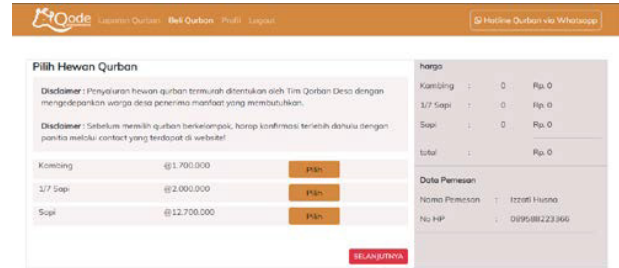 Qode Laporan Qurban Beli Qurban Profil Logout Hotline Qurban via Whatsapp
Pilih Hewan Qurban
Disclaimer : Penyaluran hewan qurban termurah ditentukan oleh Tim Qorban Desa dengan
mengedepankan warga desa penerima manfaat yang membutuhkan.
Disclaimer : Sebelum memilih qurban berkelompok, harap konfirmasi terlebih dahulu dengan
panitia melalui contact yang terdapat di website!
Kambing @1.700.000 Pilih
1/7 Sapi @2.000.000 Pilih
Sapi @12.700.000 Pilih
SELANJUTNYA
harga
Kambing : 0 Rp. 0
1/7 Sapi : 0 Rp. 0
Sapi : 0 Rp. 0
total : Rp. 0
Data Pemesan
Nama Pemesan : Izzati Husna
No HP : 089588223366